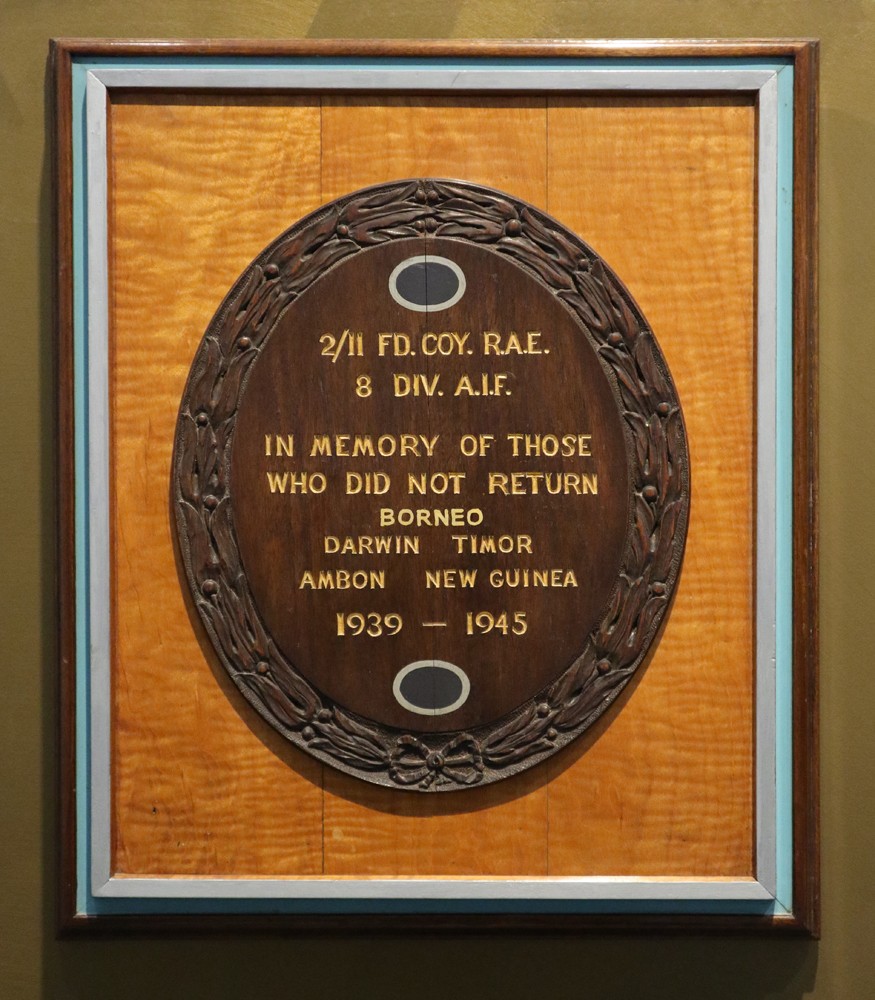 2/11 FD. COY. R.A.E.
8 DIV. A.I.F.
IN MEMORY OF THOSE
WHO DID NOT RETURN
BORNEO
DARWIN TIMOR
AMBON NEW GUINEA
1939 — 1945